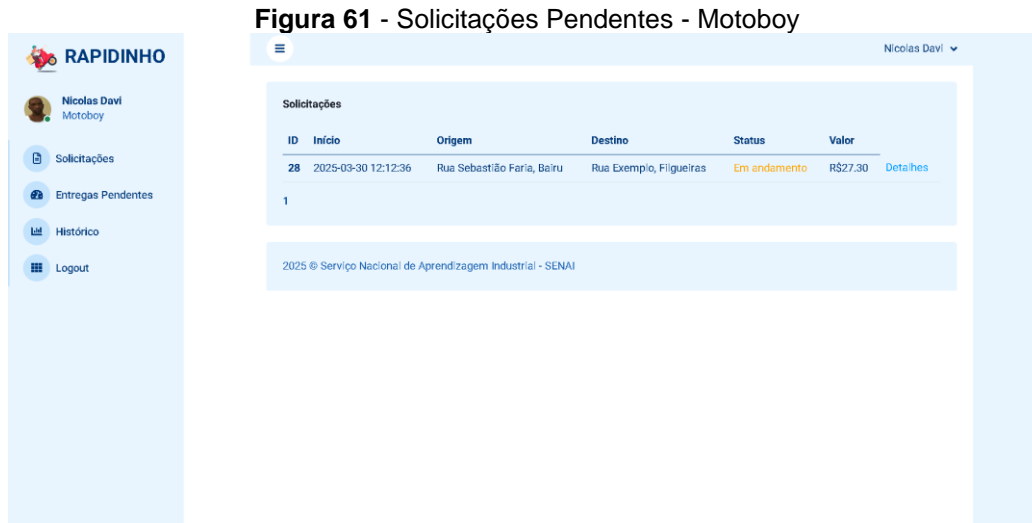 Figura 61 - Solicitações Pendentes - Motoboy
RAPIDINHO
Nicolas Davi
Nicolas Davi
Motoboy
Solicitações
Entregas Pendentes
Histórico
Logout
Solicitações
ID Início Origem Destino Status Valor
28 2025-03-30 12:12:36 Rua Sebastião Faria, Bairu Rua Exemplo, Filgueiras Em andamento R$27.30 Detalhes
1
2025 © Serviço Nacional de Aprendizagem Industrial - SENAI